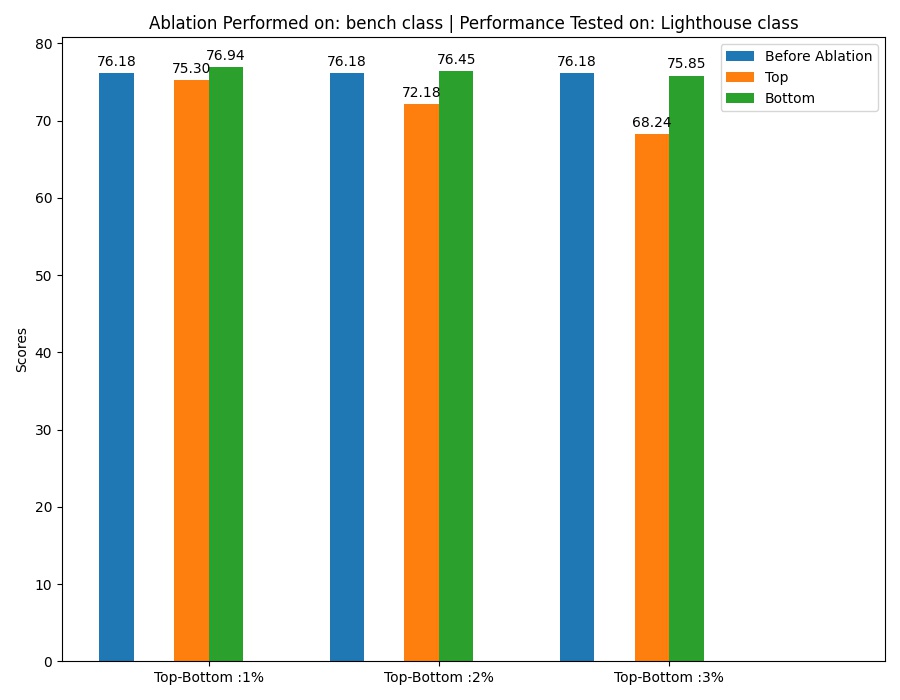 Ablation Performed on: bench class | Performance Tested on: Lighthouse class
Before Ablation
Top
Bottom
76.18
75.30
76.94
76.18
72.18
76.45
76.18
68.24
75.85
Scores
80
70
60
50
40
30
20
10
0
Top-Bottom :1%
Top-Bottom :2%
Top-Bottom :3%